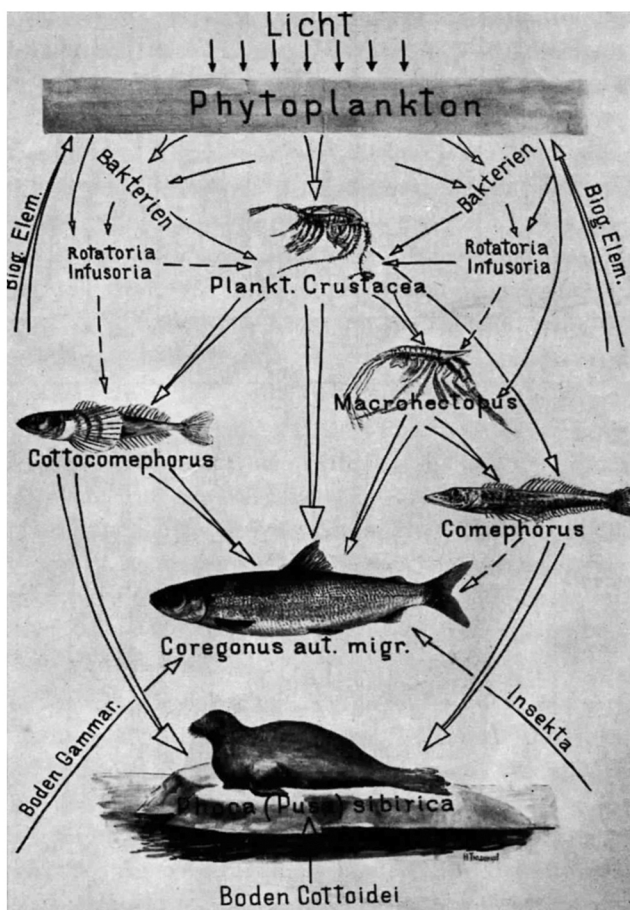 Licht
Phytoplankton
Bakterien
Bakterien
Biog. Elem.
Biog. Elem.
Rotatoria
Infusoria
Rotatoria
Infusoria
Plankt. Crustacea
Macrohectopus
Cottocomephorus
Comephorus
Coregonus aut. migr.
Boden Gammar.
Insekta
Phoca (Pusa) sibirica
Boden Cottoidei